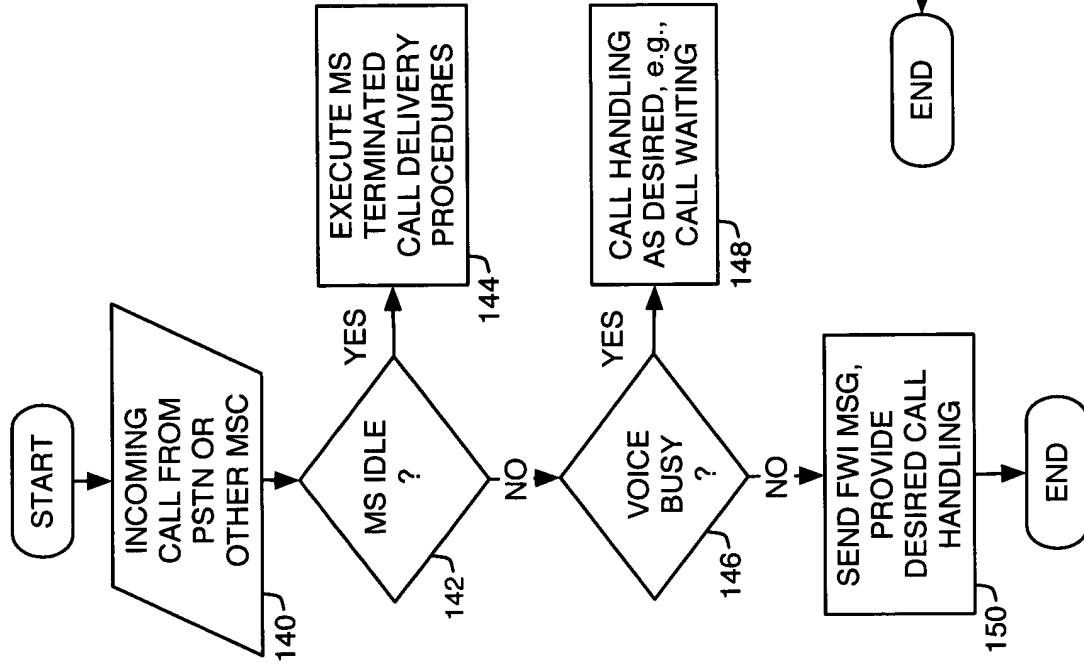 START
INCOMING
CALL FROM
PSTN OR
OTHER MSC
140
MS IDLE
?
142
YES
EXECUTE MS
TERMINATED
CALL DELIVERY
PROCEDURES
144
NO
VOICE
BUSY
?
146
YES
CALL HANDLING
AS DESIRED, e.g.,
CALL WAITING
148
NO
SEND FWI MSG,
PROVIDE
DESIRED CALL
HANDLING
150
END
END